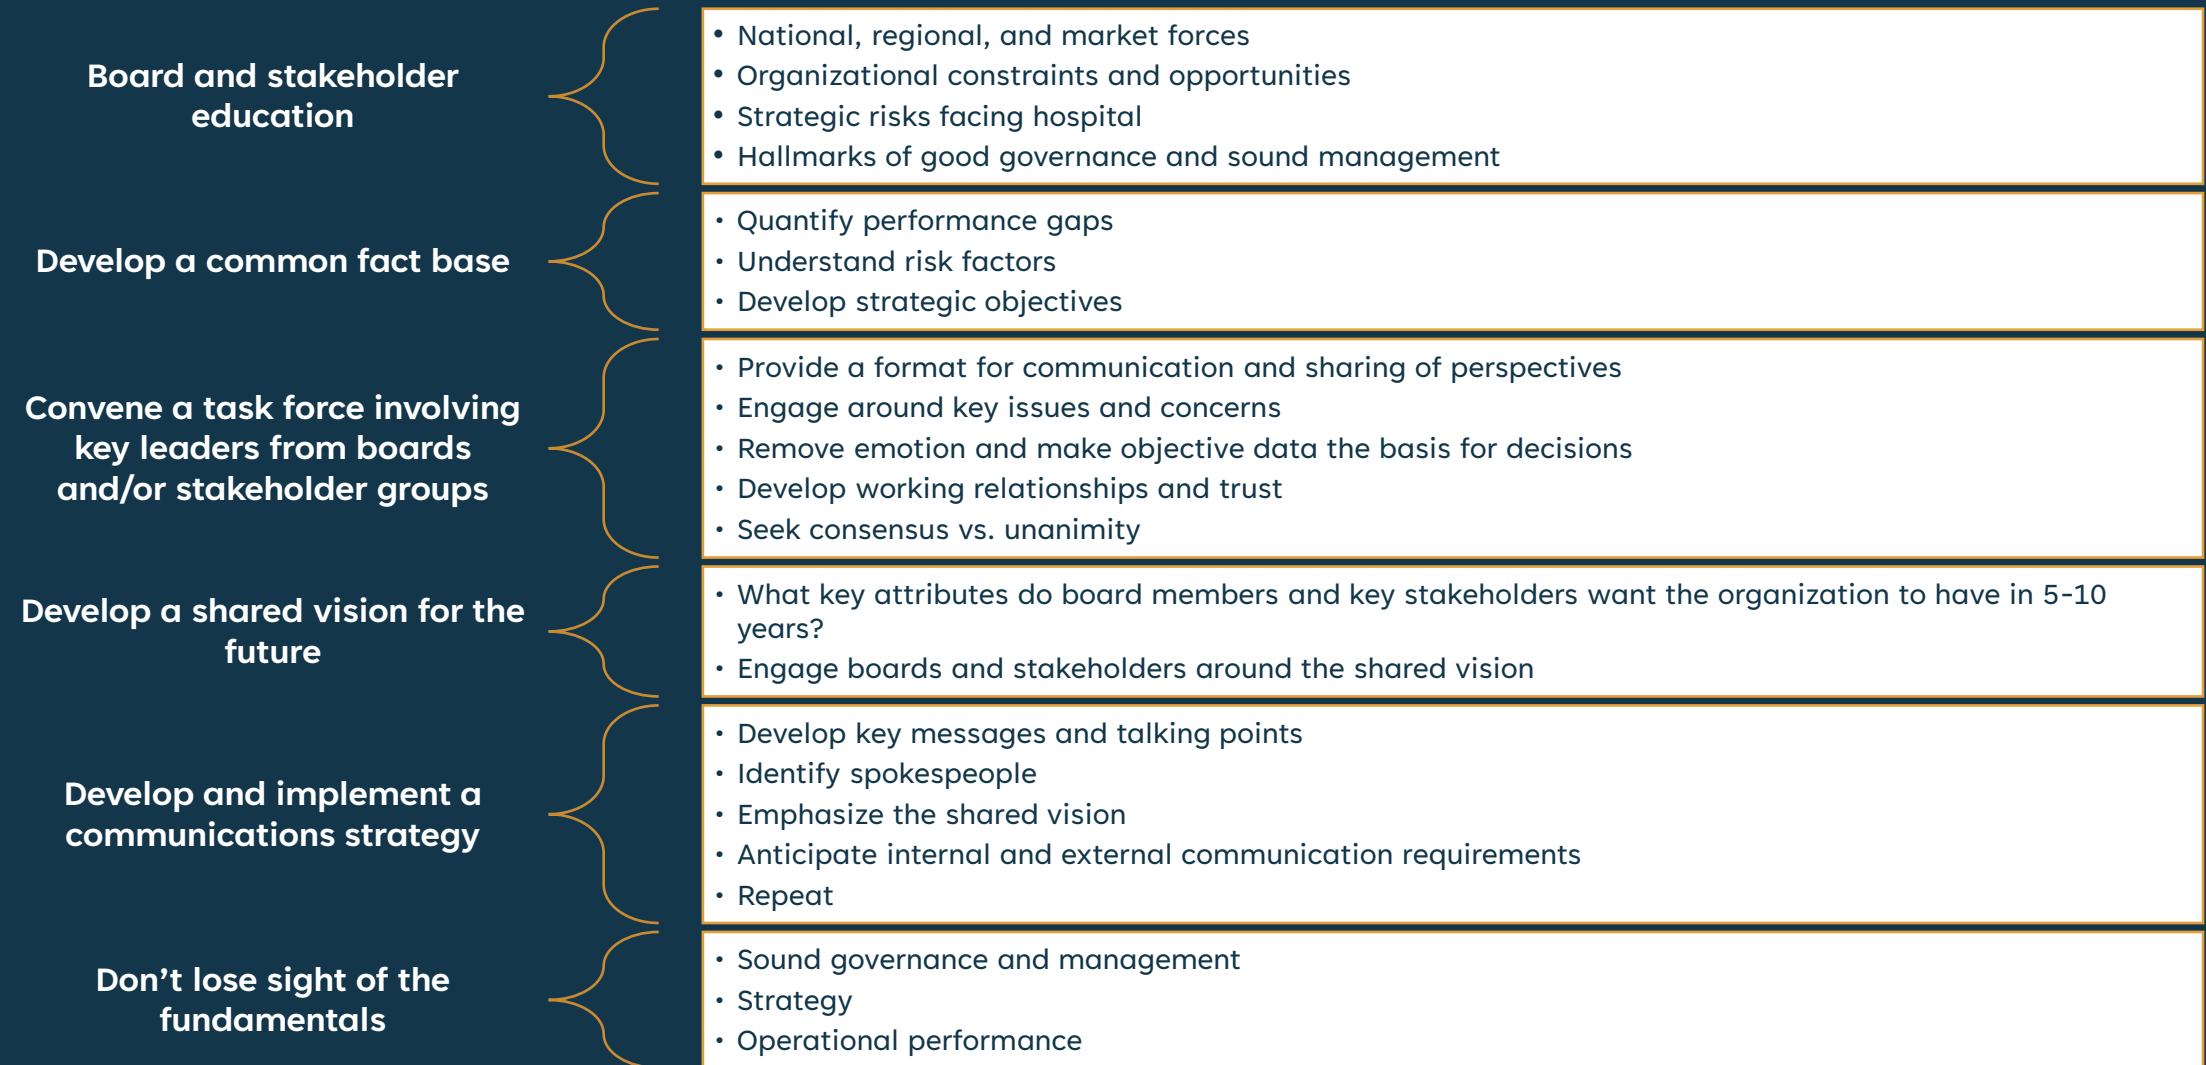 Board and stakeholder
education
• National, regional, and market forces
• Organizational constraints and opportunities
• Strategic risks facing hospital
• Hallmarks of good governance and sound management
Develop a common fact base
• Quantify performance gaps
• Understand risk factors
• Develop strategic objectives
Convene a task force involving
key leaders from boards
and/or stakeholder groups
• Provide a format for communication and sharing of perspectives
• Engage around key issues and concerns
• Remove emotion and make objective data the basis for decisions
• Develop working relationships and trust
• Seek consensus vs. unanimity
Develop a shared vision for the
future
• What key attributes do board members and key stakeholders want the organization to have in 5-10
years?
• Engage boards and stakeholders around the shared vision
Develop and implement a
communications strategy
• Develop key messages and talking points
• Identify spokespeople
• Emphasize the shared vision
• Anticipate internal and external communication requirements
• Repeat
Don’t lose sight of the
fundamentals
• Sound governance and management
• Strategy
• Operational performance